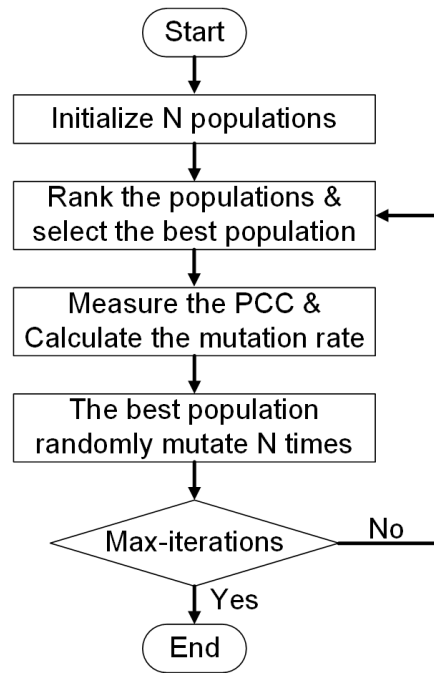 Start
Initialize N populations
Rank the populations &
select the best population
Measure the PCC &
Calculate the mutation rate
The best population
randomly mutate N times
Max-iterations
No
Yes
End